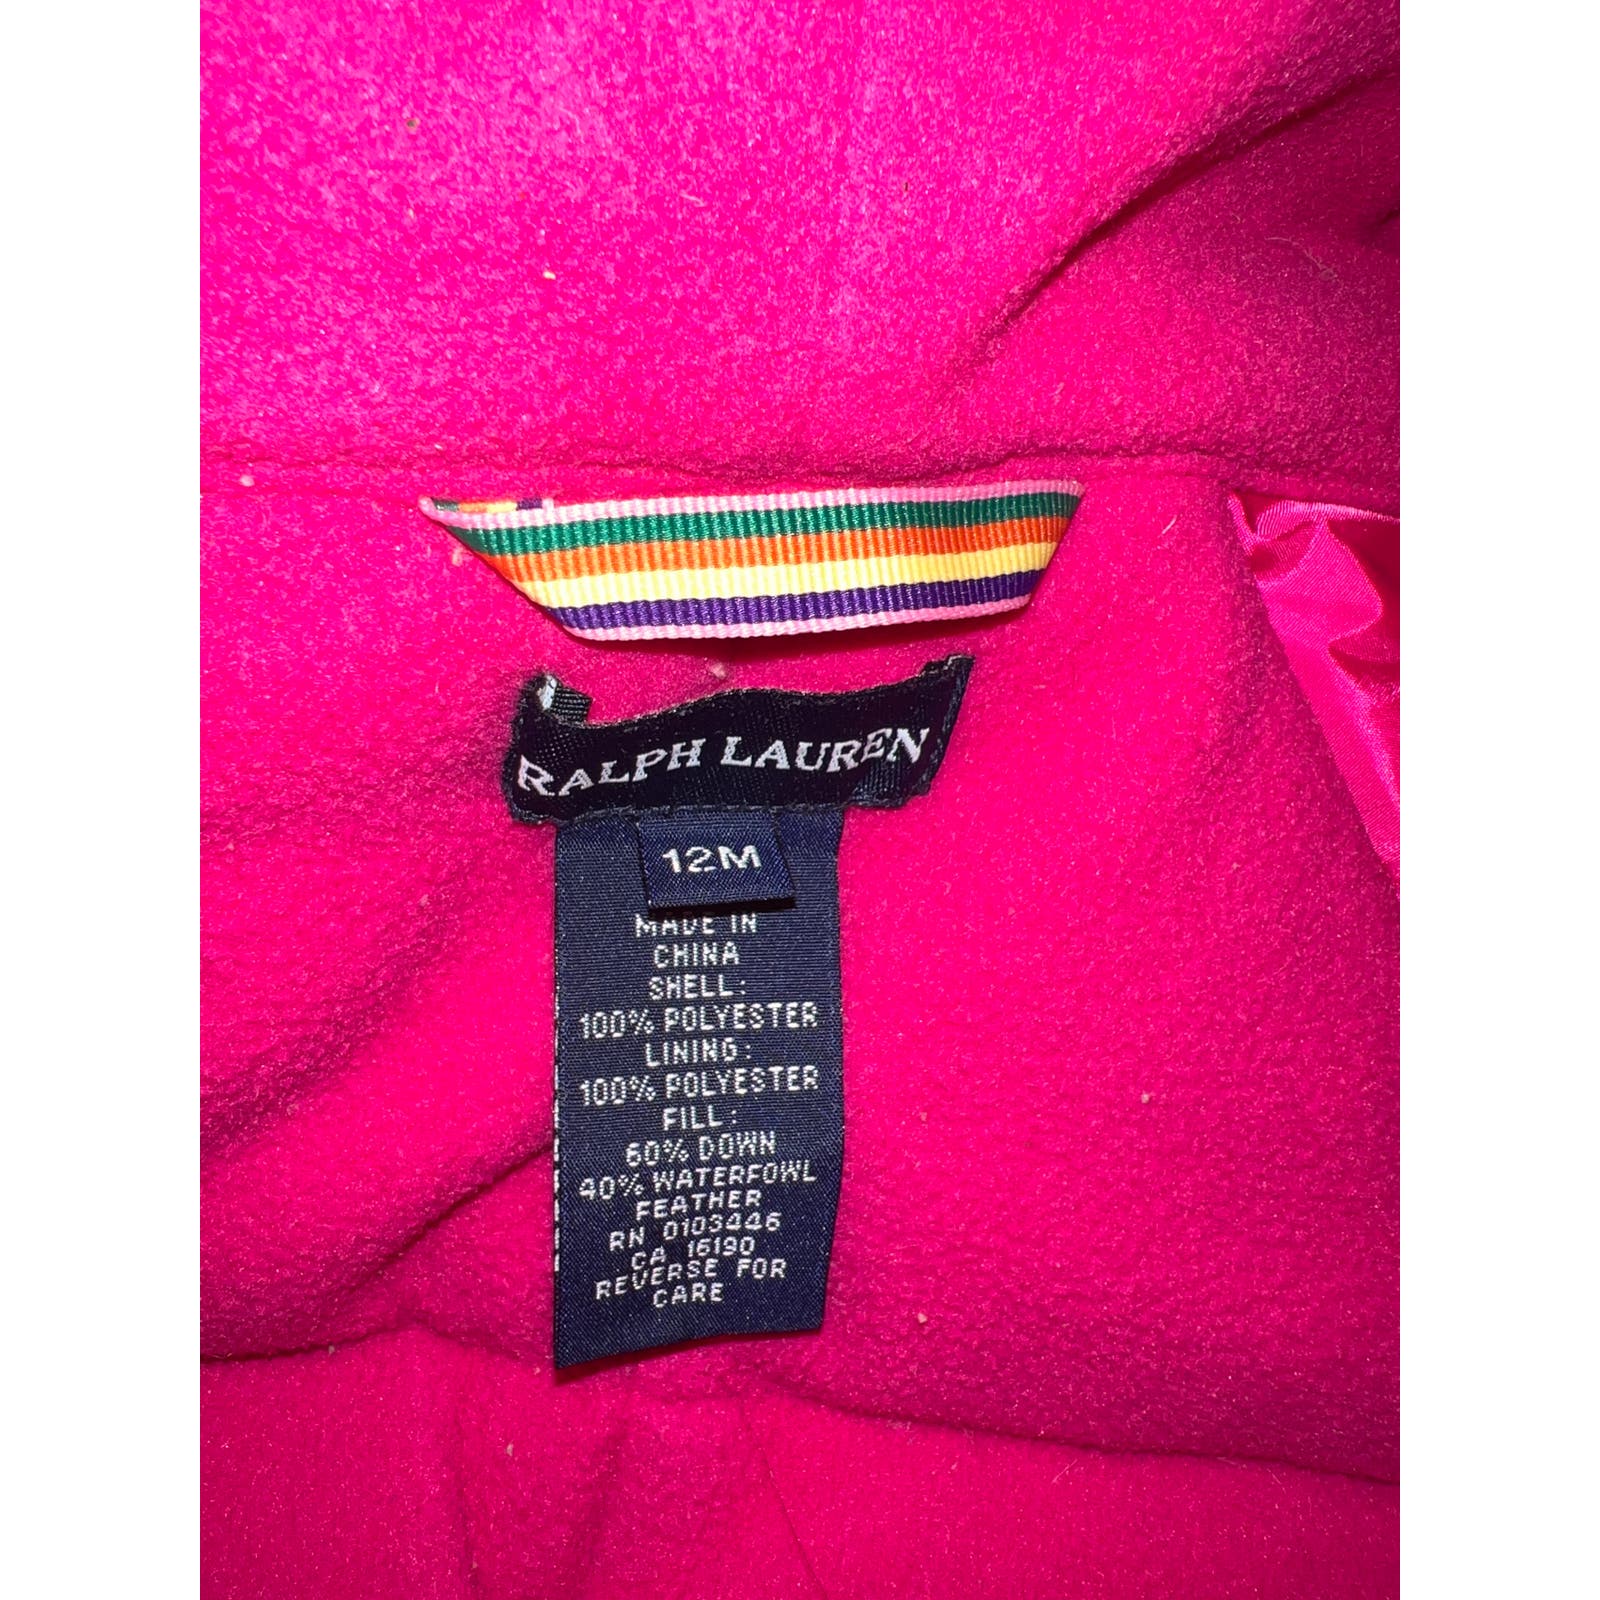 RALPH LAUREN
12M
MADE IN
CHINA
SHELL:
100% POLYESTER
LINING:
100% POLYESTER
FILL:
60% DOWN
40% WATERFOWL
FEATHER
RN 0103446
CA 16190
REVERSE FOR
CARE